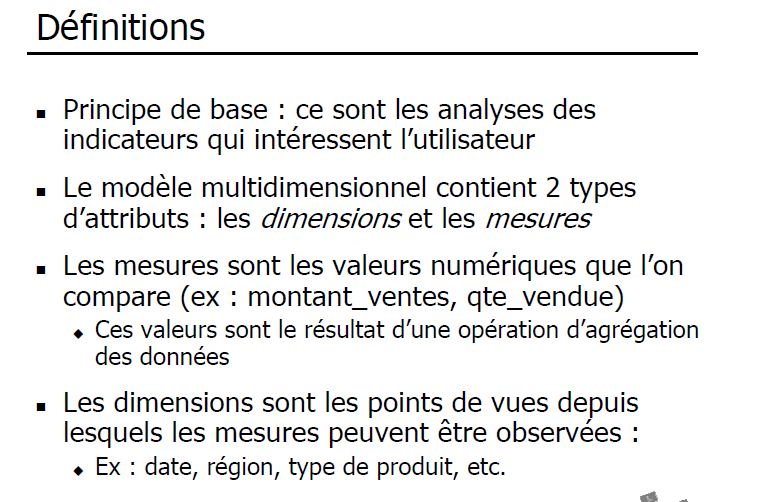 Définitions
▪ Principe de base : ce sont les analyses des
indicateurs qui intéressent l’utilisateur
▪ Le modèle multidimensionnel contient 2 types
d’attributs : les dimensions et les mesures
▪ Les mesures sont les valeurs numériques que l’on
compare (ex : montant_ventes, qte_vendue)
◆ Ces valeurs sont le résultat d’une opération d’agrégation
des données
▪ Les dimensions sont les points de vues depuis
lesquels les mesures peuvent être observées :
◆ Ex : date, région, type de produit, etc.